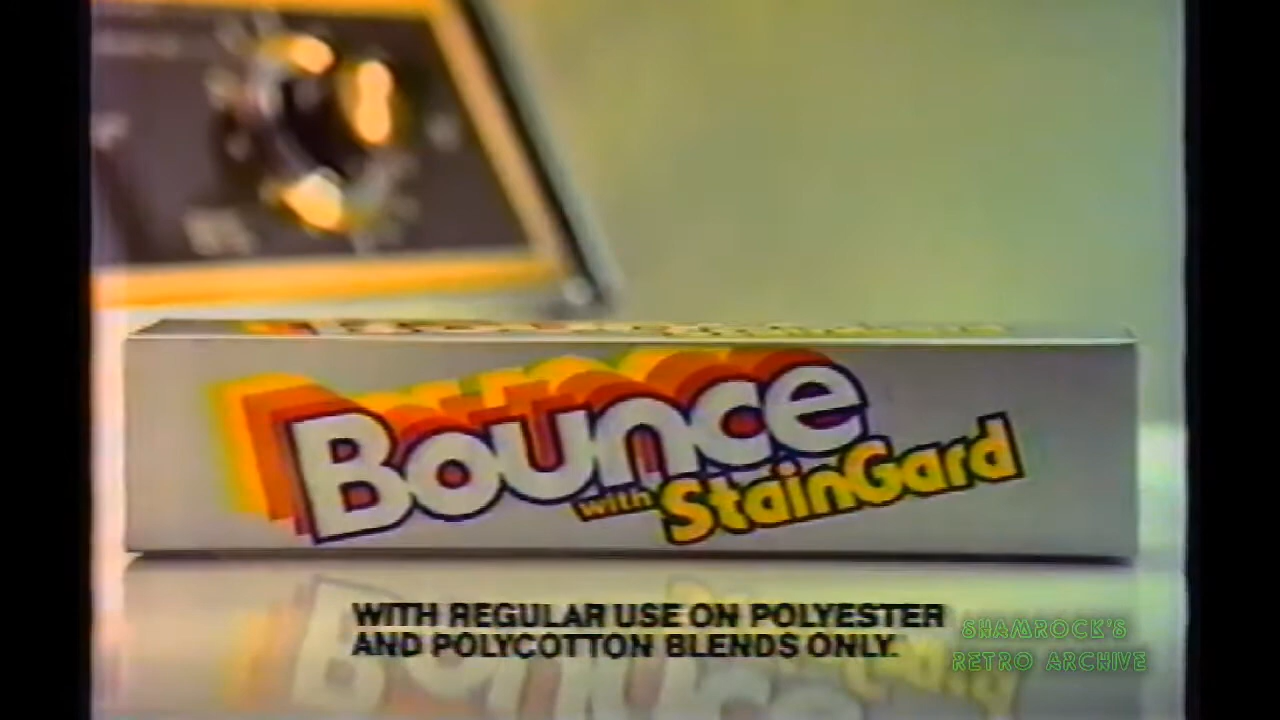 Bounce
with StainGard
WITH REGULAR USE ON POLYESTER
AND POLYCOTTON BLENDS ONLY.
SHAMROCK'S
RETRO ARCHIVE